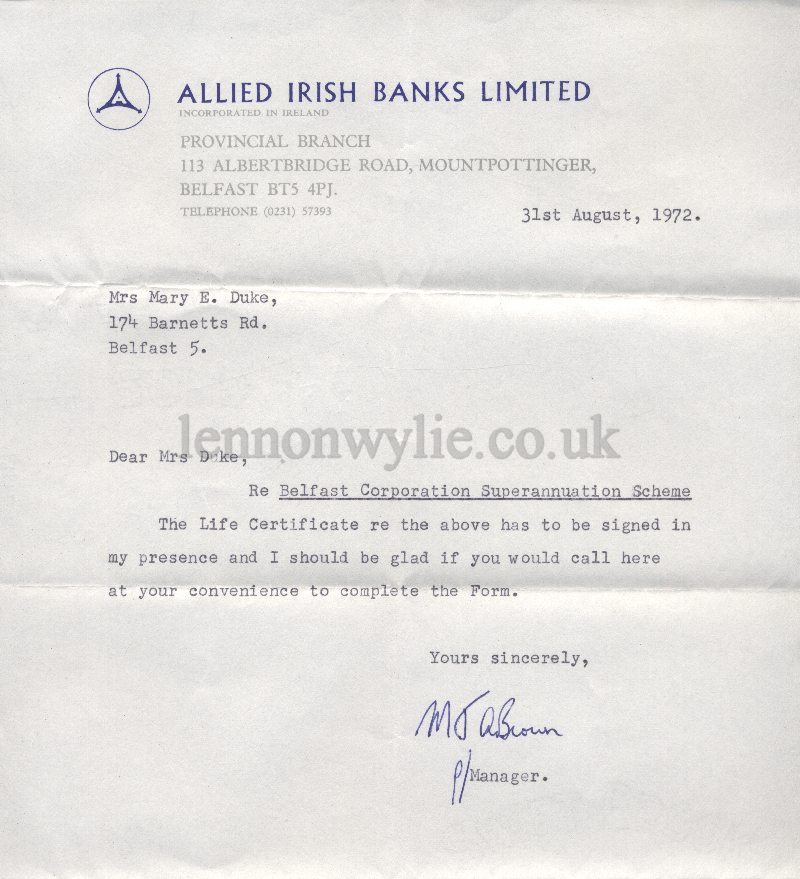 ALLIED IRISH BANKS LIMITED
INCORPORATED IN IRELAND
PROVINCIAL BRANCH
113 ALBERTBRIDGE ROAD, MOUNTPOTTINGER,
BELFAST BT5 4PJ.
TELEPHONE (0231) 57393
31st August, 1972.
Mrs Mary E. Duke,
174 Barnetts Rd.
Belfast 5.
lennonwylie.co.uk
Dear Mrs Duke,
Re Belfast Corporation Superannuation Scheme
The Life Certificate re the above has to be signed in
my presence and I should be glad if you would call here
at your convenience to complete the Form.
Yours sincerely,
M J A Brown
p/Manager.